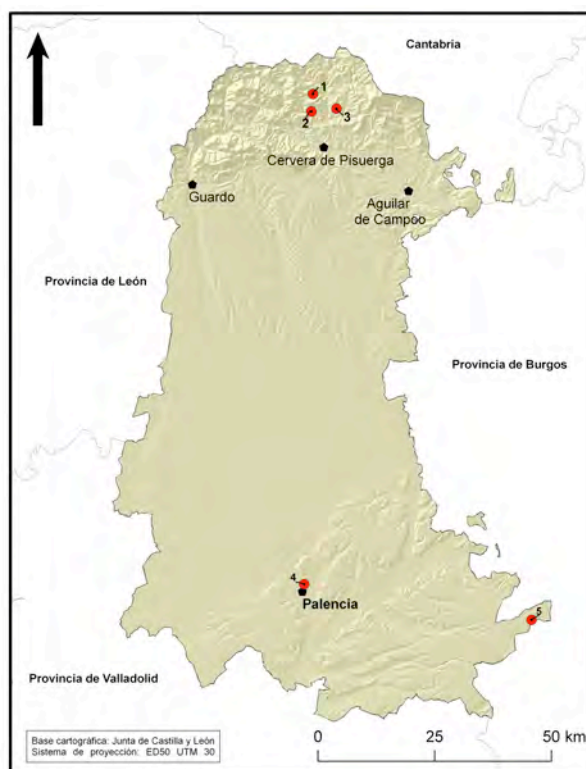 Cantabria
1
2
3
Cervera de Pisuerga
Guardo
Aguilar
de Campoo
Provincia de León
Provincia de Burgos
4
Palencia
5
Provincia de Valladolid
Base cartográfica: Junta de Castilla y León
Sistema de proyección: ED50 UTM 30
0 50 km